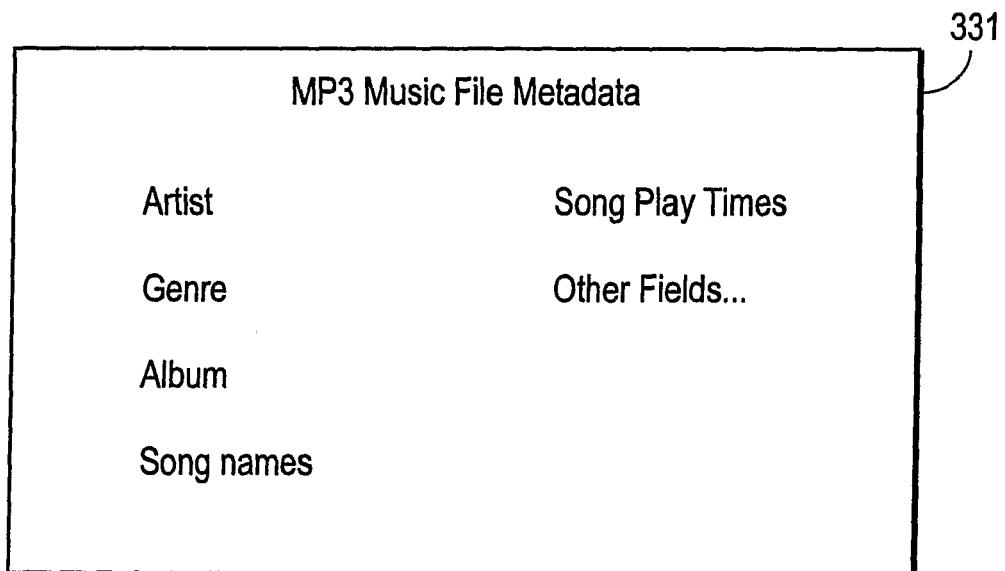 331
MP3 Music File Metadata
Artist
Genre
Album
Song names
Song Play Times
Other Fields...